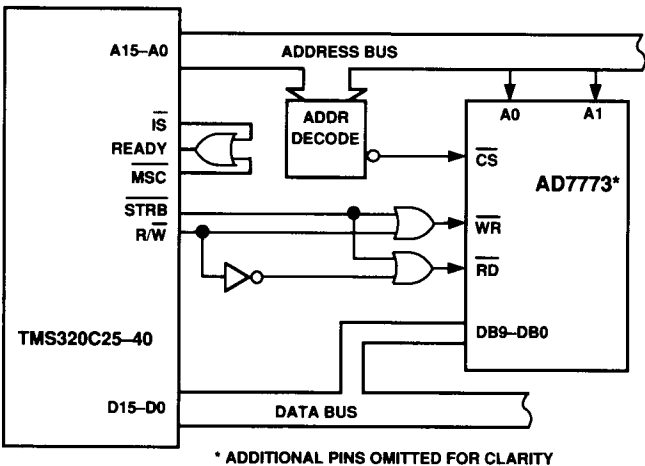 A15–A0
ADDRESS BUS
IS
READY
MSC
STRB
R/W
ADDR
DECODE
A0
A1
CS
AD7773*
WR
RD
DB9–DB0
TMS320C25–40
D15–D0
DATA BUS
* ADDITIONAL PINS OMITTED FOR CLARITY